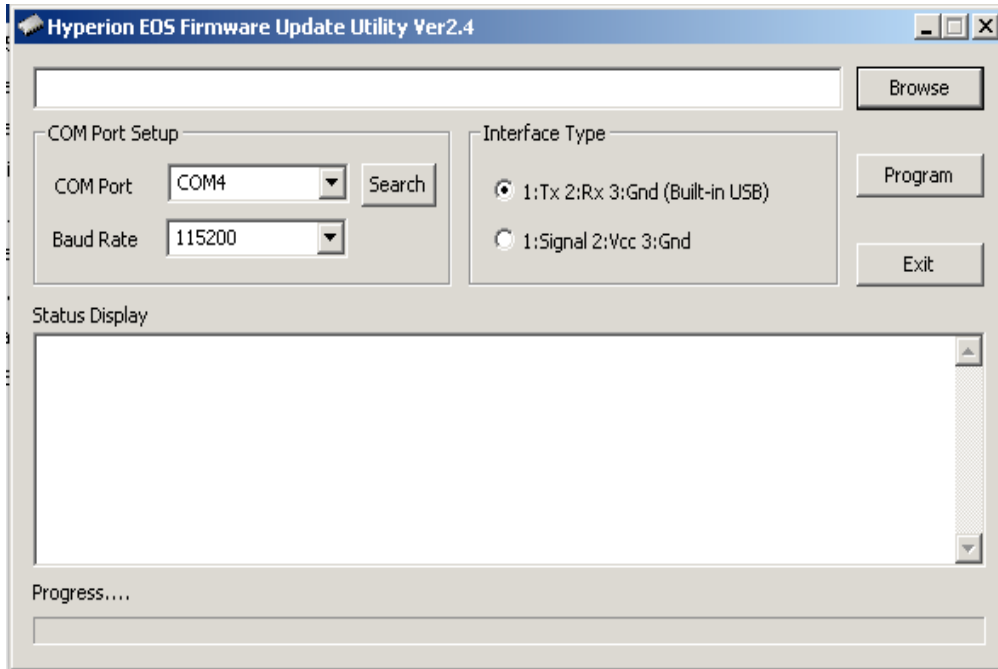 Hyperion EOS Firmware Update Utility Ver2.4
Browse
COM Port Setup
COM Port
COM4
Search
Baud Rate
115200
Interface Type
1:Tx 2:Rx 3:Gnd (Built-in USB)
1:Signal 2:Vcc 3:Gnd
Program
Exit
Status Display
Progress....